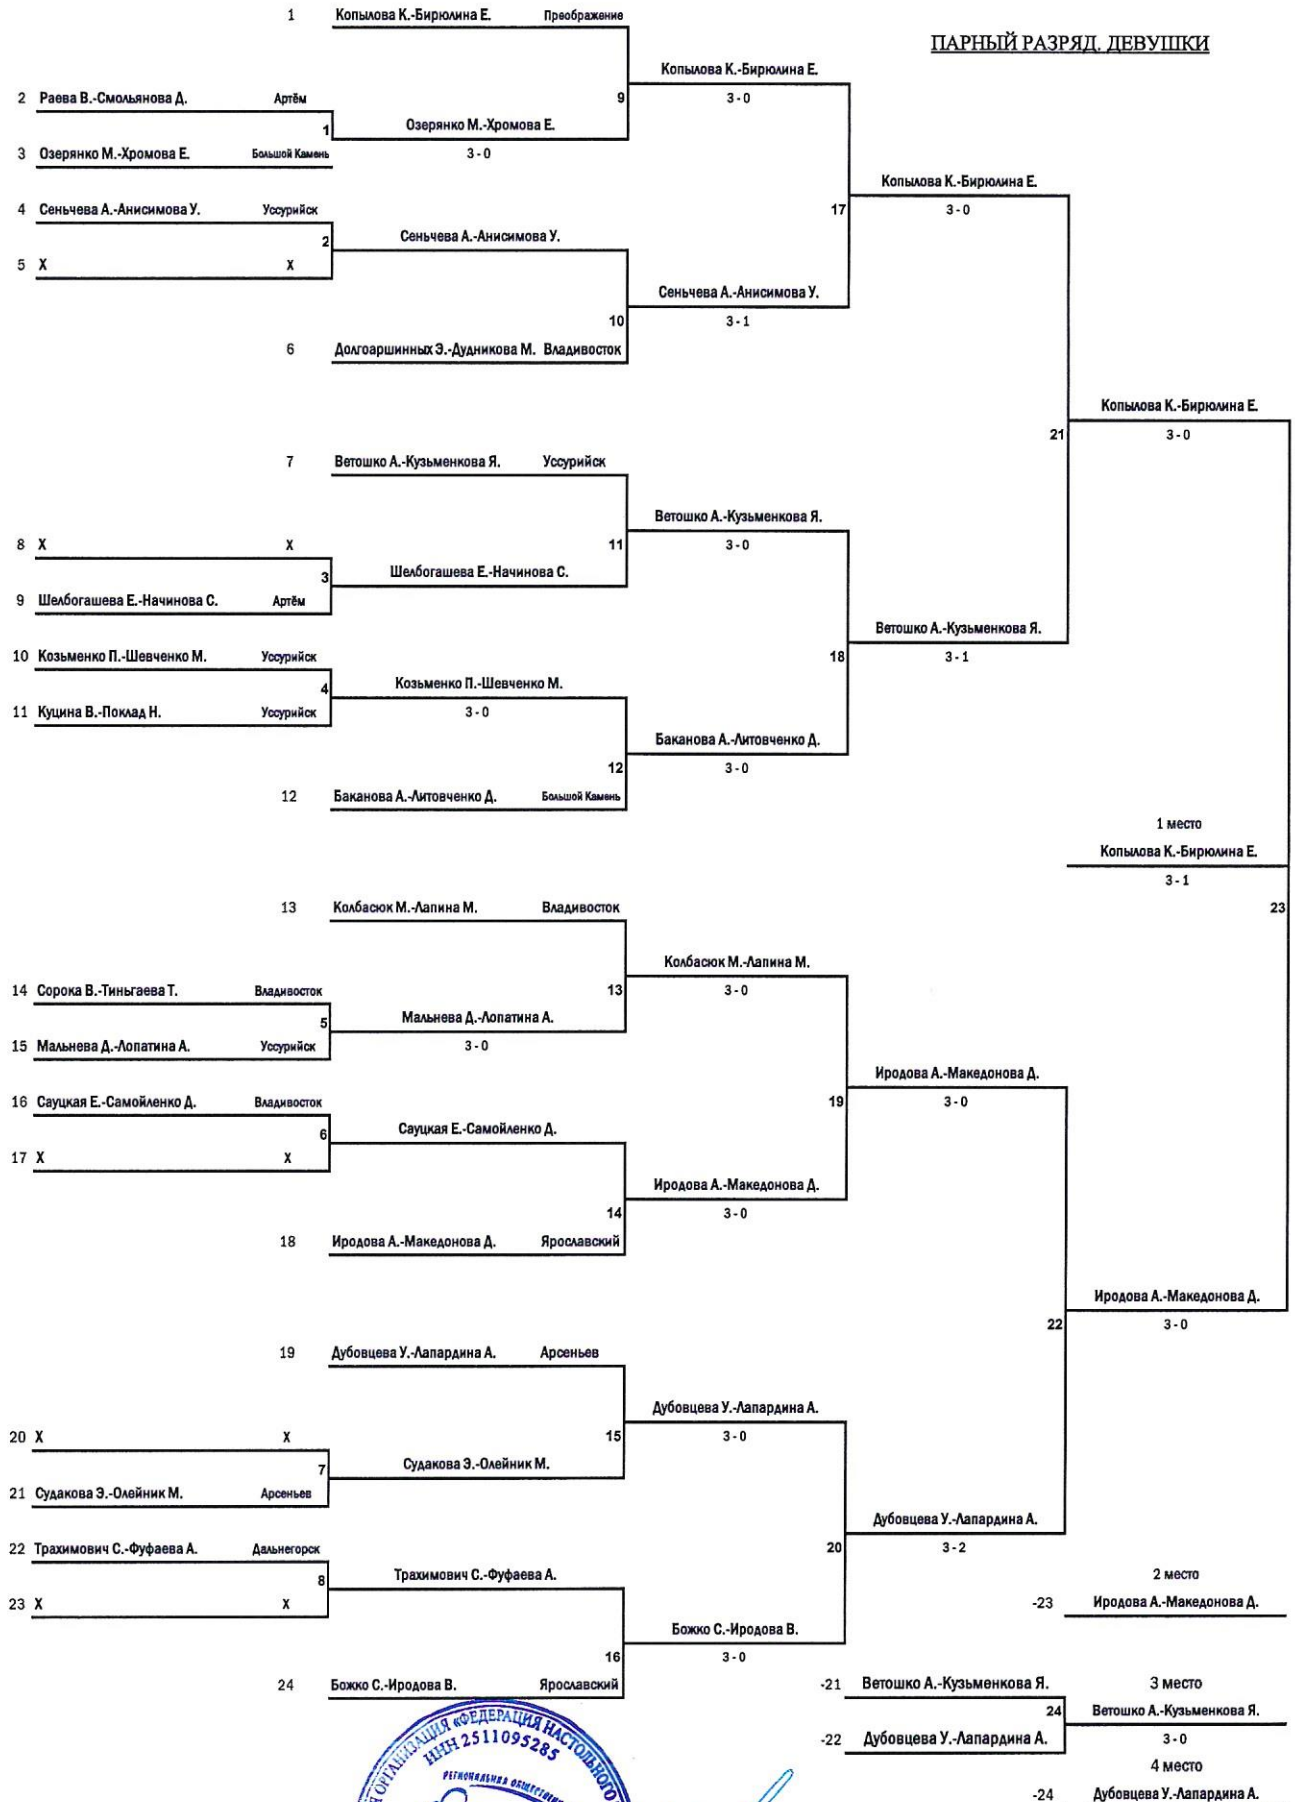 1 Копылова К.-Бирюлина Е. Преображение
ПАРНЫЙ РАЗРЯД. ДЕВУШКИ
Копылова К.-Бирюлина Е.
2 Раева В.-Смольянова Д. Артём 9 3 - 0
1 Озерянко М.-Хромова Е.
3 Озерянко М.-Хромова Е. Большой Камень 3 - 0
Копылова К.-Бирюлина Е.
4 Сеньчева А.-Анисимова У. Уссурийск 17 3 - 0
2 Сеньчева А.-Анисимова У.
5 X X
Сеньчева А.-Анисимова У.
10 3 - 1
6 Долгоаршинных Э.-Дудникова М. Владивосток
Копылова К.-Бирюлина Е.
21 3 - 0
7 Ветошко А.-Кузьменкова Я. Уссурийск
Ветошко А.-Кузьменкова Я.
8 X X 11 3 - 0
3 Шелбогашева Е.-Начинова С.
9 Шелбогашева Е.-Начинова С. Артём
Ветошко А.-Кузьменкова Я.
10 Козьменко П.-Шевченко М. Уссурийск 18 3 - 1
4 Козьменко П.-Шевченко М.
11 Куцина В.-Поклад Н. Уссурийск 3 - 0
Баканова А.-Литовченко Д.
12 3 - 0
12 Баканова А.-Литовченко Д. Большой Камень
1 место
Копылова К.-Бирюлина Е.
3 - 1
13 Колбасюк М.-Лапина М. Владивосток 23
Колбасюк М.-Лапина М.
14 Сорока В.-Тиньгаева Т. Владивосток 13 3 - 0
5 Мальнева Д.-Лопатина А.
15 Мальнева Д.-Лопатина А. Уссурийск 3 - 0
Иродова А.-Македонова Д.
16 Сауцкая Е.-Самойленко Д. Владивосток 19 3 - 0
6 Сауцкая Е.-Самойленко Д.
17 X X
Иродова А.-Македонова Д.
14 3 - 0
18 Иродова А.-Македонова Д. Ярославский
Иродова А.-Македонова Д.
22 3 - 0
19 Дубовцева У.-Лапардина А. Арсеньев
Дубовцева У.-Лапардина А.
20 X X 15 3 - 0
7 Судакова Э.-Олейник М.
21 Судакова Э.-Олейник М. Арсеньев
Дубовцева У.-Лапардина А.
22 Трахимович С.-Фуфаева А. Дальнегорск 20 3 - 2
8 Трахимович С.-Фуфаева А.
2 место
23 X X -23 Иродова А.-Македонова Д.
Божко С.-Иродова В.
16 3 - 0
24 Божко С.-Иродова В. Ярославский -21 Ветошко А.-Кузьменкова Я. 3 место
24 Ветошко А.-Кузьменкова Я.
-22 Дубовцева У.-Лапардина А. 3 - 0
4 место
-24 Дубовцева У.-Лапардина А.
ОРГАНИЗАЦИЯ «ФЕДЕРАЦИЯ НАСТОЛЬНОГО
ИНН 2511095285